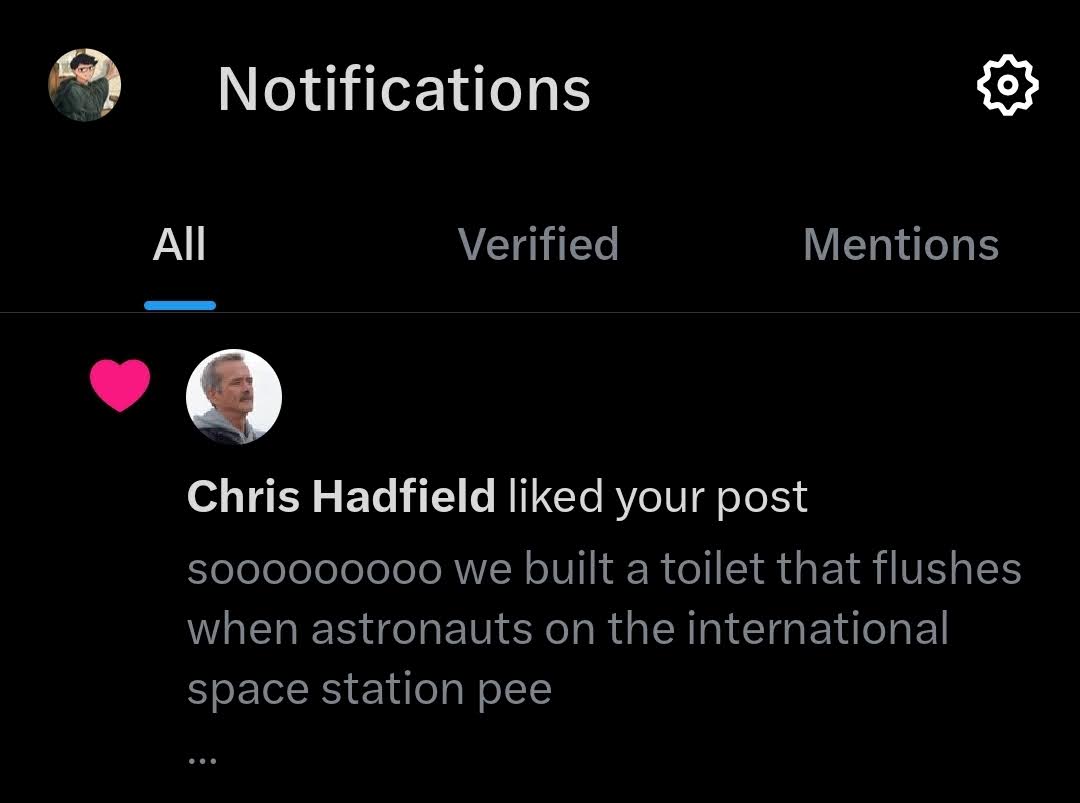 Notifications
All Verified Mentions
Chris Hadfield liked your post
sooooooooo we built a toilet that flushes
when astronauts on the international
space station pee
...